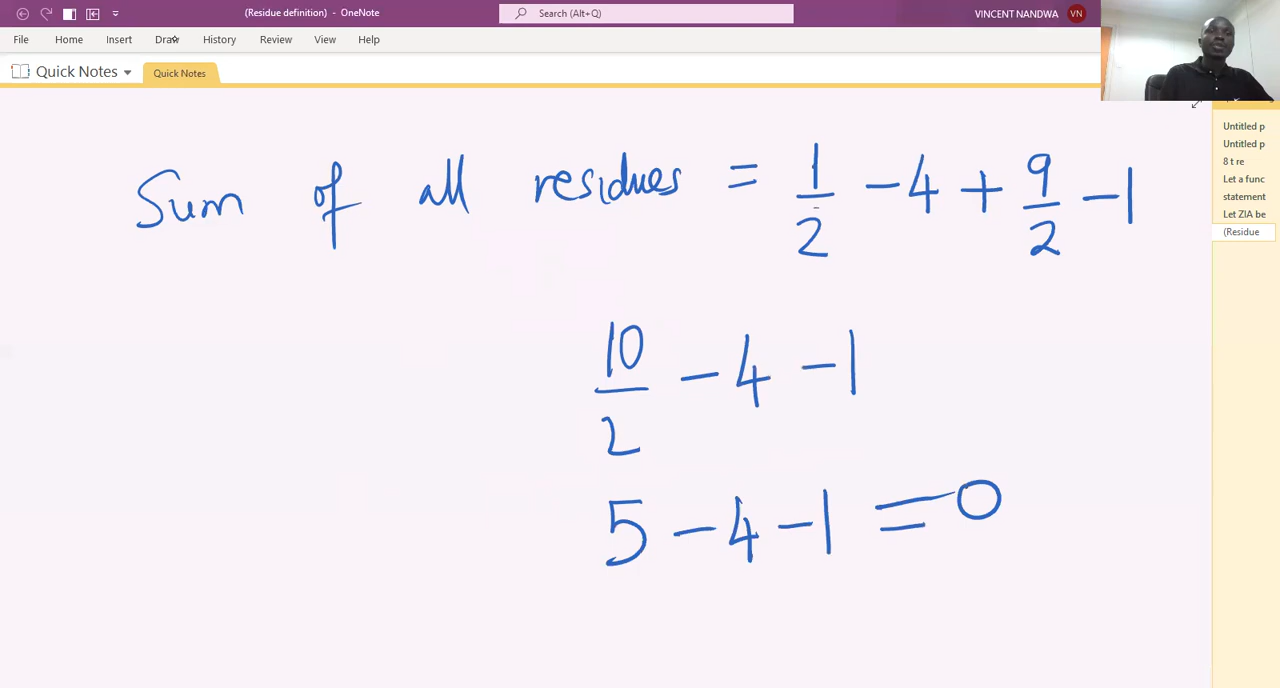 (Residue definition) - OneNote
Search (Alt+Q)
VINCENT NANDWA
VN
File Home Insert Draw History Review View Help
Quick Notes
Quick Notes
Untitled p
Untitled p
8 t re
Let a func
statement
Let ZIA be
(Residue
Sum of all residues = 1/2 - 4 + 9/2 - 1
10/2 - 4 - 1
5 - 4 - 1 = 0